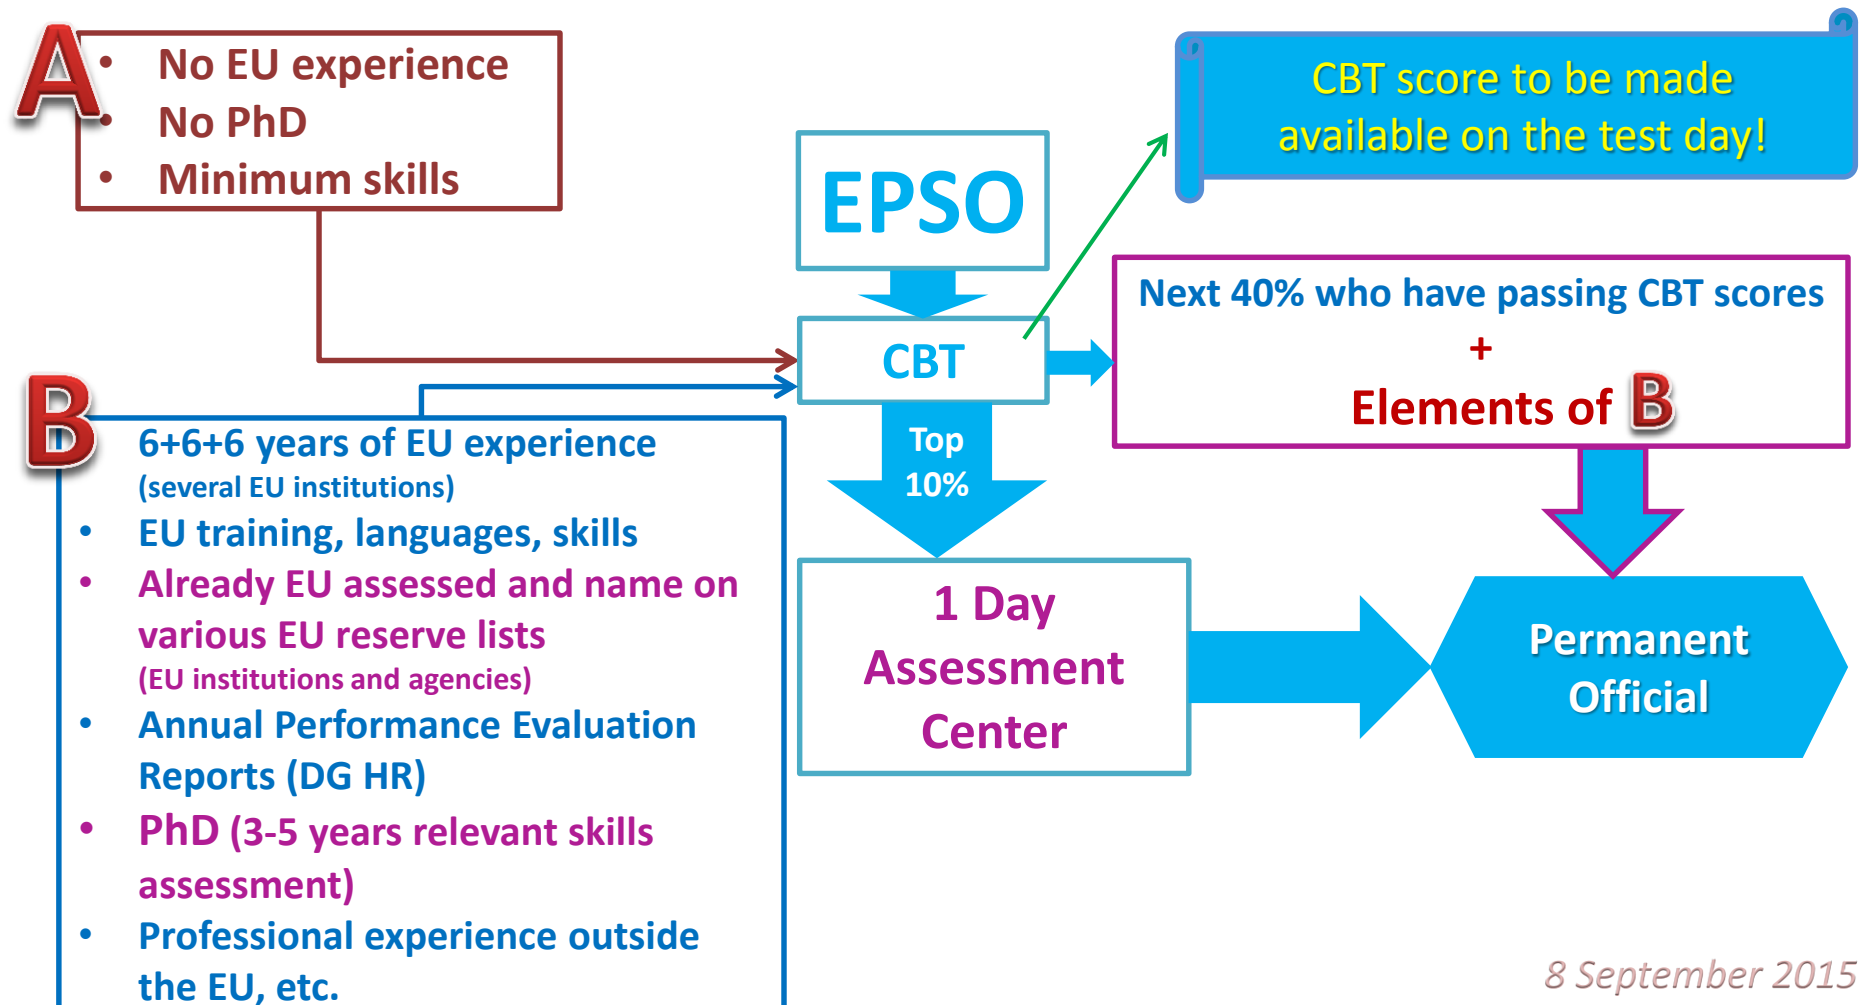 A
• No EU experience
• No PhD
• Minimum skills
CBT score to be made
available on the test day!
EPSO
CBT
Next 40% who have passing CBT scores
+
Elements of B
Top
10%
B
6+6+6 years of EU experience
(several EU institutions)
• EU training, languages, skills
• Already EU assessed and name on
various EU reserve lists
(EU institutions and agencies)
• Annual Performance Evaluation
Reports (DG HR)
• PhD (3-5 years relevant skills
assessment)
• Professional experience outside
the EU, etc.
1 Day
Assessment
Center
Permanent
Official
8 September 2015